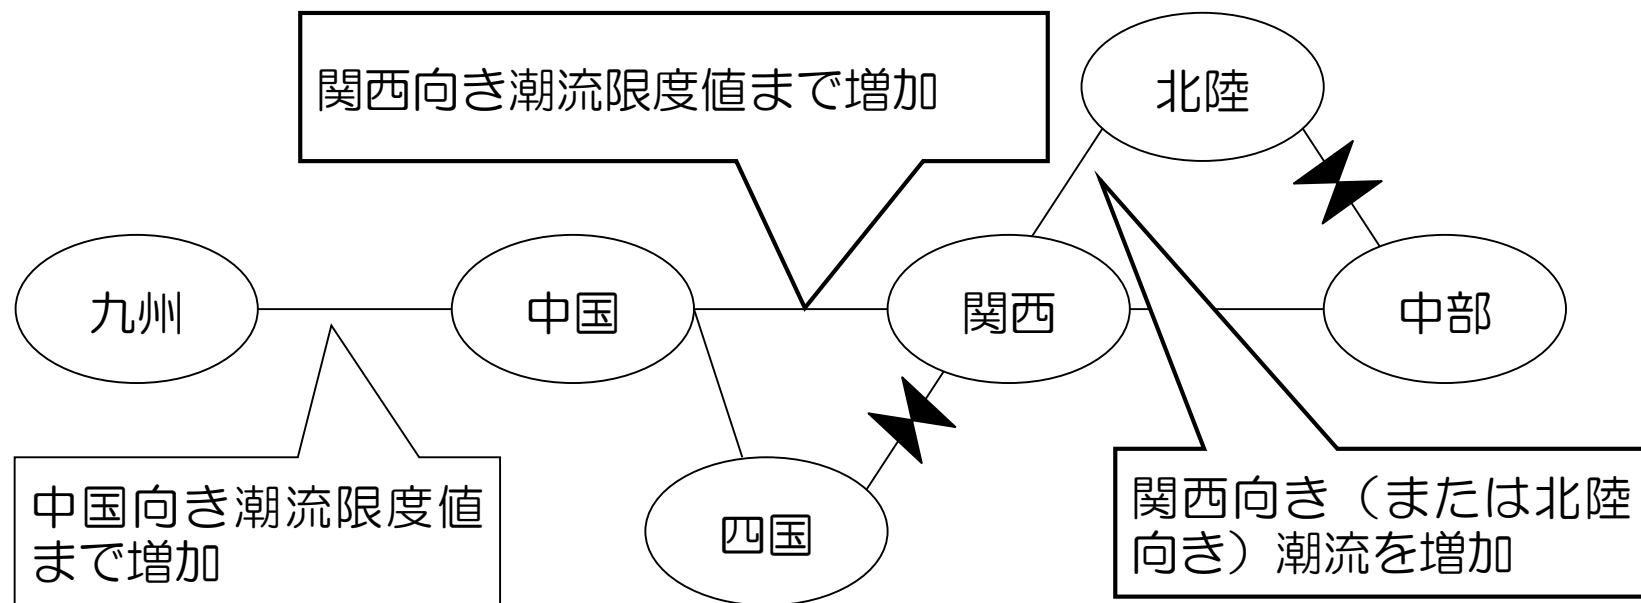 関西向き潮流限度値まで増加
北陸
九州
中国
関西
中部
中国向き潮流限度値
まで増加
四国
関西向き（または北陸
向き）潮流を増加